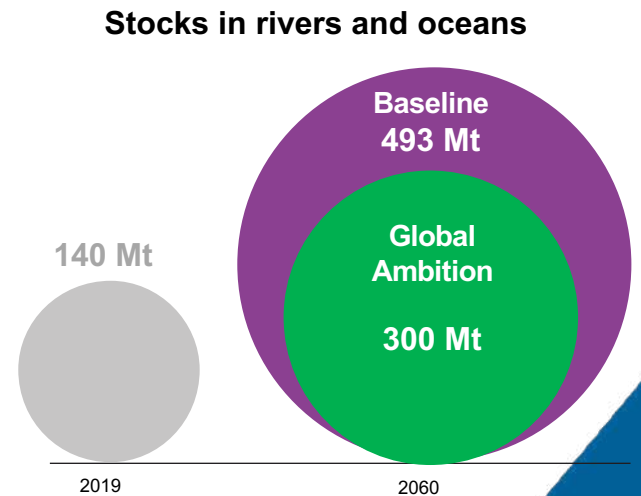 Stocks in rivers and oceans
Baseline
493 Mt
Global
Ambition
300 Mt
140 Mt
2019
2060